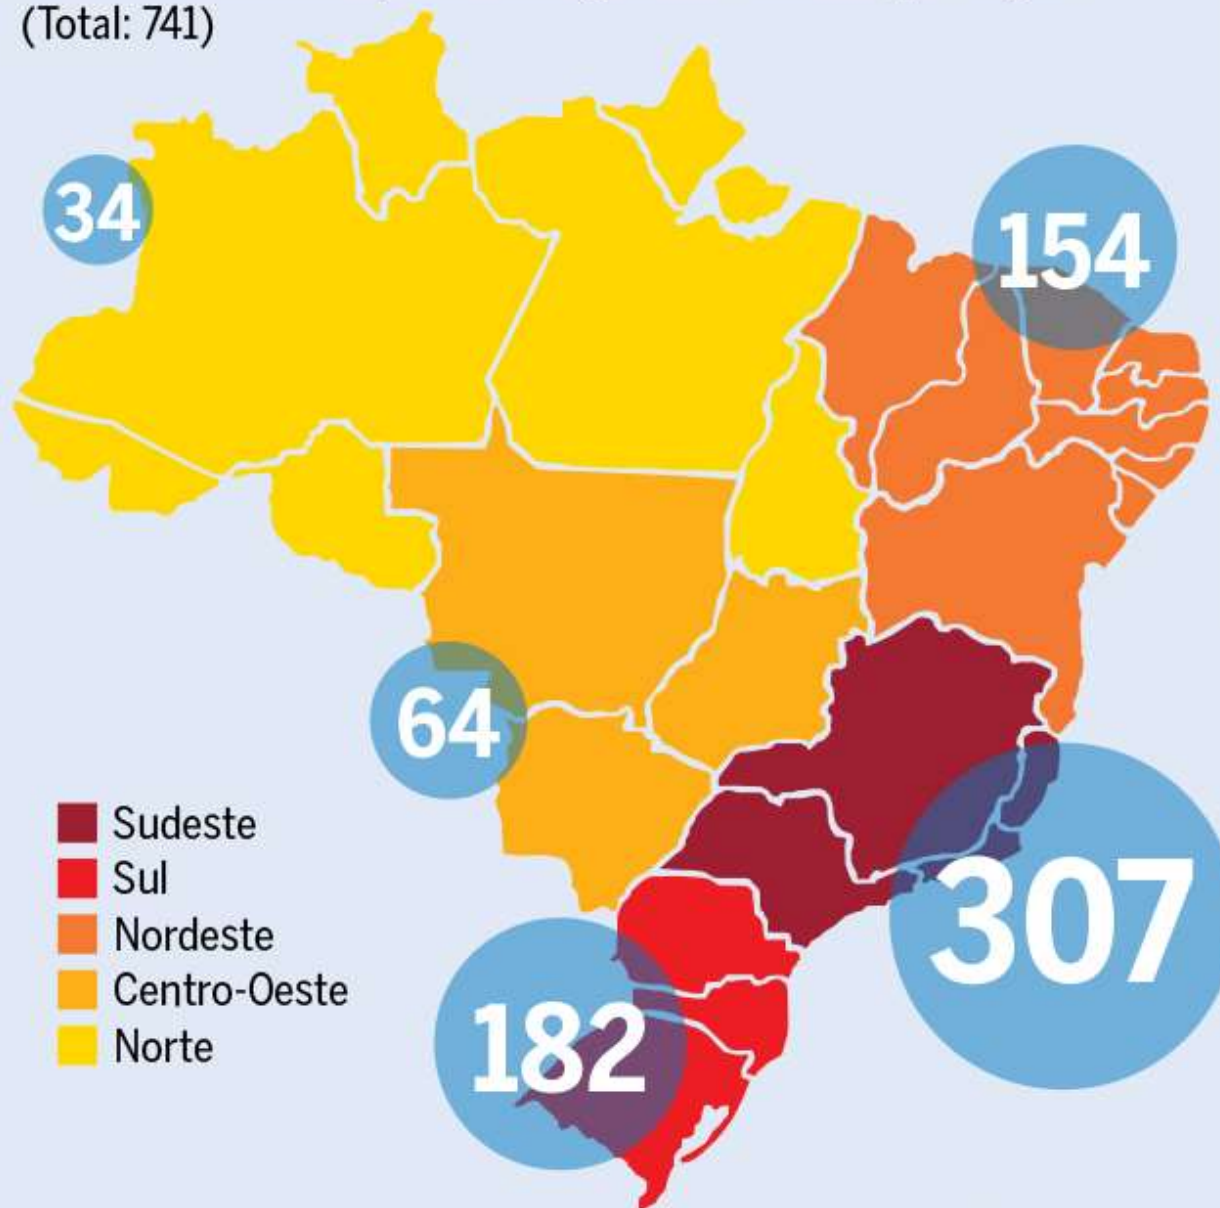 (Total: 741)
34
154
64
307
182
Sudeste
Sul
Nordeste
Centro-Oeste
Norte